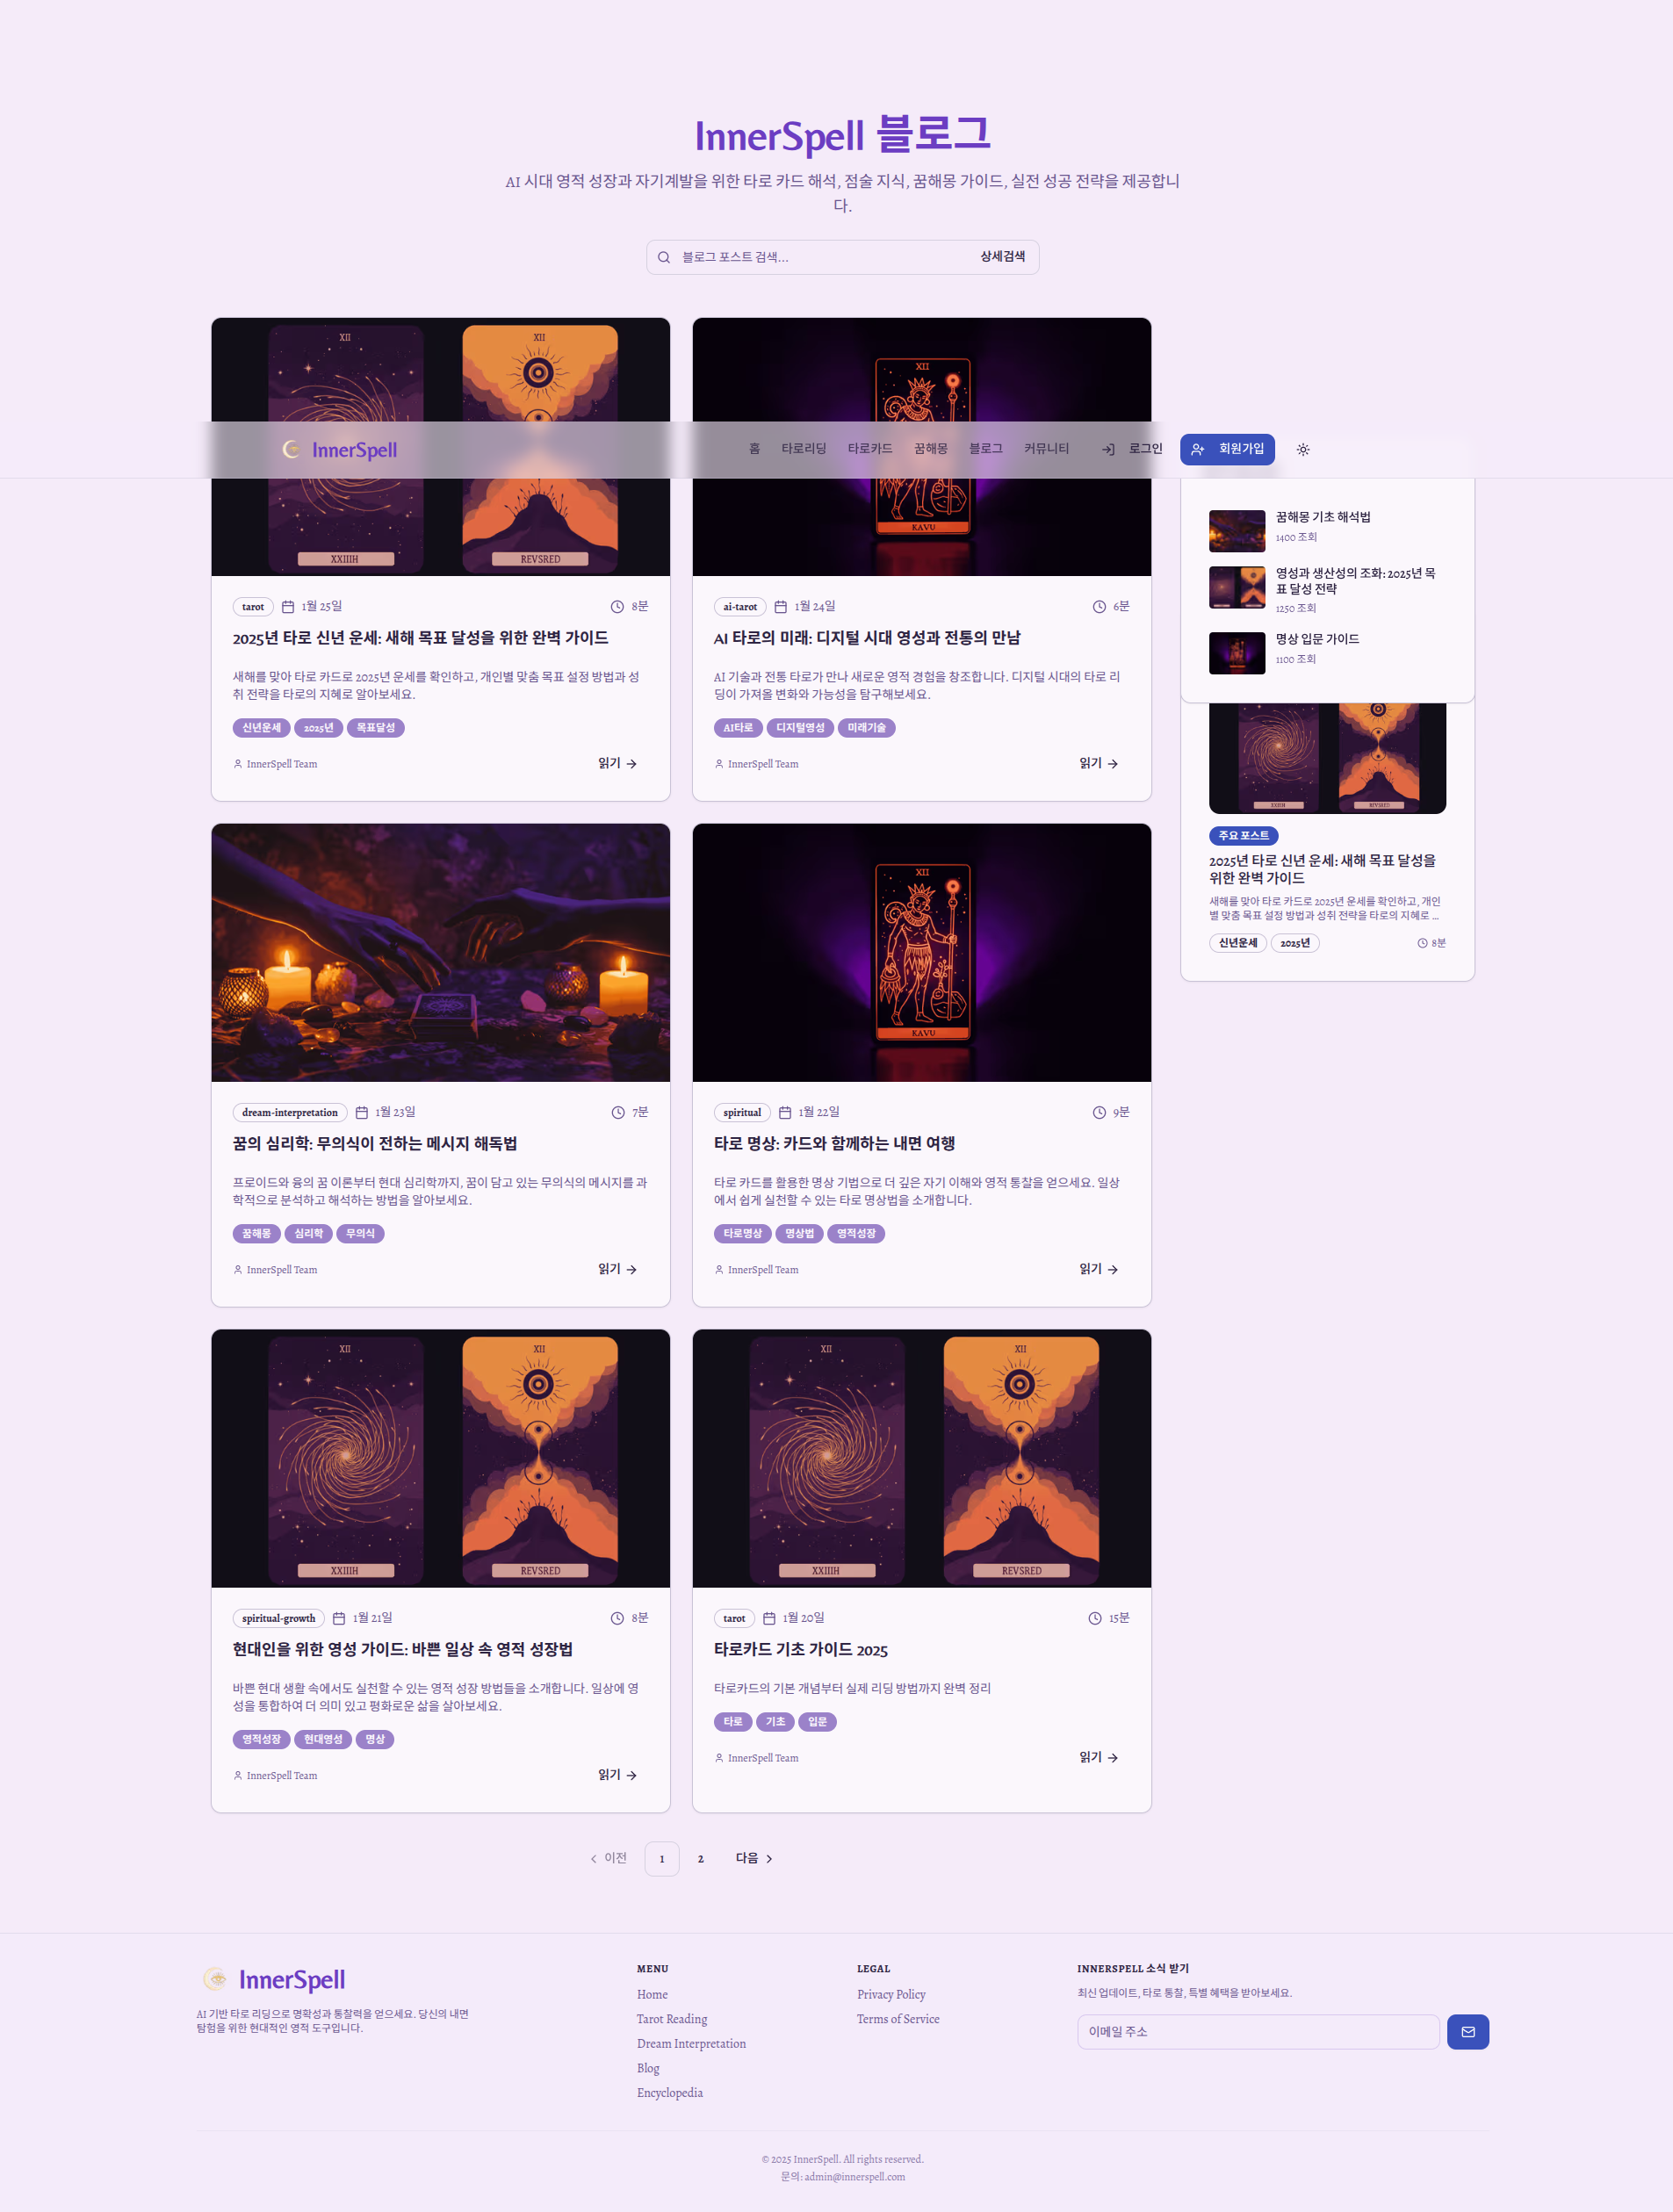 InnerSpell 블로그
AI 시대 영적 성장과 자기계발을 위한 타로 카드 해석, 점술 지식, 꿈해몽 가이드, 실전 성공 전략을 제공합니
다.
블로그 포스트 검색...
상세검색
XII
XII
XII
InnerSpell
홈
타로리딩
타로카드
꿈해몽
블로그
커뮤니티
로그인
회원가입
XXIIIH
REVSRED
KAVU
tarot
1월 25일
8분
2025년 타로 신년 운세: 새해 목표 달성을 위한 완벽 가이드
새해를 맞아 타로 카드로 2025년 운세를 확인하고, 개인별 맞춤 목표 설정 방법과 성
취 전략을 타로의 지혜로 알아보세요.
신년운세
2025년
목표달성
InnerSpell Team
읽기
ai-tarot
1월 24일
6분
AI 타로의 미래: 디지털 시대 영성과 전통의 만남
AI 기술과 전통 타로가 만나 새로운 영적 경험을 창조합니다. 디지털 시대의 타로 리
딩이 가져올 변화와 가능성을 탐구해보세요.
AI타로
디지털영성
미래기술
InnerSpell Team
읽기
꿈해몽 기초 해석법
1400 조회
영성과 생산성의 조화: 2025년 목
표 달성 전략
1250 조회
명상 입문 가이드
1100 조회
XXIIIH
REVSRED
주요 포스트
2025년 타로 신년 운세: 새해 목표 달성을
위한 완벽 가이드
새해를 맞아 타로 카드로 2025년 운세를 확인하고, 개인
별 맞춤 목표 설정 방법과 성취 전략을 타로의 지혜로 ...
신년운세
2025년
8분
XII
KAVU
dream-interpretation
1월 23일
7분
꿈의 심리학: 무의식이 전하는 메시지 해독법
프로이드와 융의 꿈 이론부터 현대 심리학까지, 꿈이 담고 있는 무의식의 메시지를 과
학적으로 분석하고 해석하는 방법을 알아보세요.
꿈해몽
심리학
무의식
InnerSpell Team
읽기
spiritual
1월 22일
9분
타로 명상: 카드와 함께하는 내면 여행
타로 카드를 활용한 명상 기법으로 더 깊은 자기 이해와 영적 통찰을 얻으세요. 일상
에서 쉽게 실천할 수 있는 타로 명상법을 소개합니다.
타로명상
명상법
영적성장
InnerSpell Team
읽기
XII
XII
XXIIIH
REVSRED
XII
XII
XXIIIH
REVSRED
spiritual-growth
1월 21일
8분
현대인을 위한 영성 가이드: 바쁜 일상 속 영적 성장법
바쁜 현대 생활 속에서도 실천할 수 있는 영적 성장 방법들을 소개합니다. 일상에 영
성을 통합하여 더 의미 있고 평화로운 삶을 살아보세요.
영적성장
현대영성
명상
InnerSpell Team
읽기
tarot
1월 20일
15분
타로카드 기초 가이드 2025
타로카드의 기본 개념부터 실제 리딩 방법까지 완벽 정리
타로
기초
입문
InnerSpell Team
읽기
이전
1
2
다음
InnerSpell
AI 기반 타로 리딩으로 명확성과 통찰력을 얻으세요. 당신의 내면
탐험을 위한 현대적인 영적 도구입니다.
MENU
Home
Tarot Reading
Dream Interpretation
Blog
Encyclopedia
LEGAL
Privacy Policy
Terms of Service
INNERSPELL 소식 받기
최신 업데이트, 타로 통찰, 특별 혜택을 받아보세요.
이메일 주소
© 2025 InnerSpell. All rights reserved.
문의: admin@innerspell.com